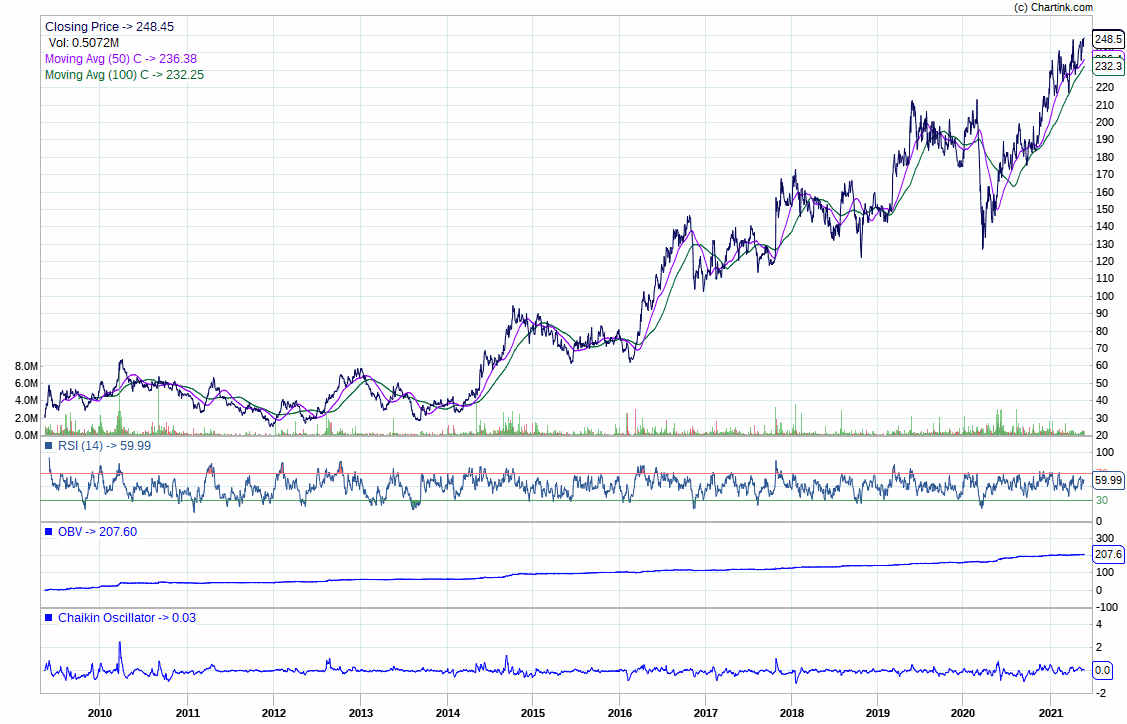 (c) Chartink.com
Closing Price -> 248.45
Vol: 0.5072M
Moving Avg (50) C -> 236.38
Moving Avg (100) C -> 232.25
248.5
232.3
220
210
200
190
180
170
160
150
140
130
120
110
100
90
80
70
60
50
40
30
20
8.0M
6.0M
4.0M
2.0M
0.0M
RSI (14) -> 59.99
100
59.99
30
0
OBV -> 207.60
300
207.6
100
0
-100
Chaikin Oscillator -> 0.03
4
2
0.0
-2
2010 2011 2012 2013 2014 2015 2016 2017 2018 2019 2020 2021